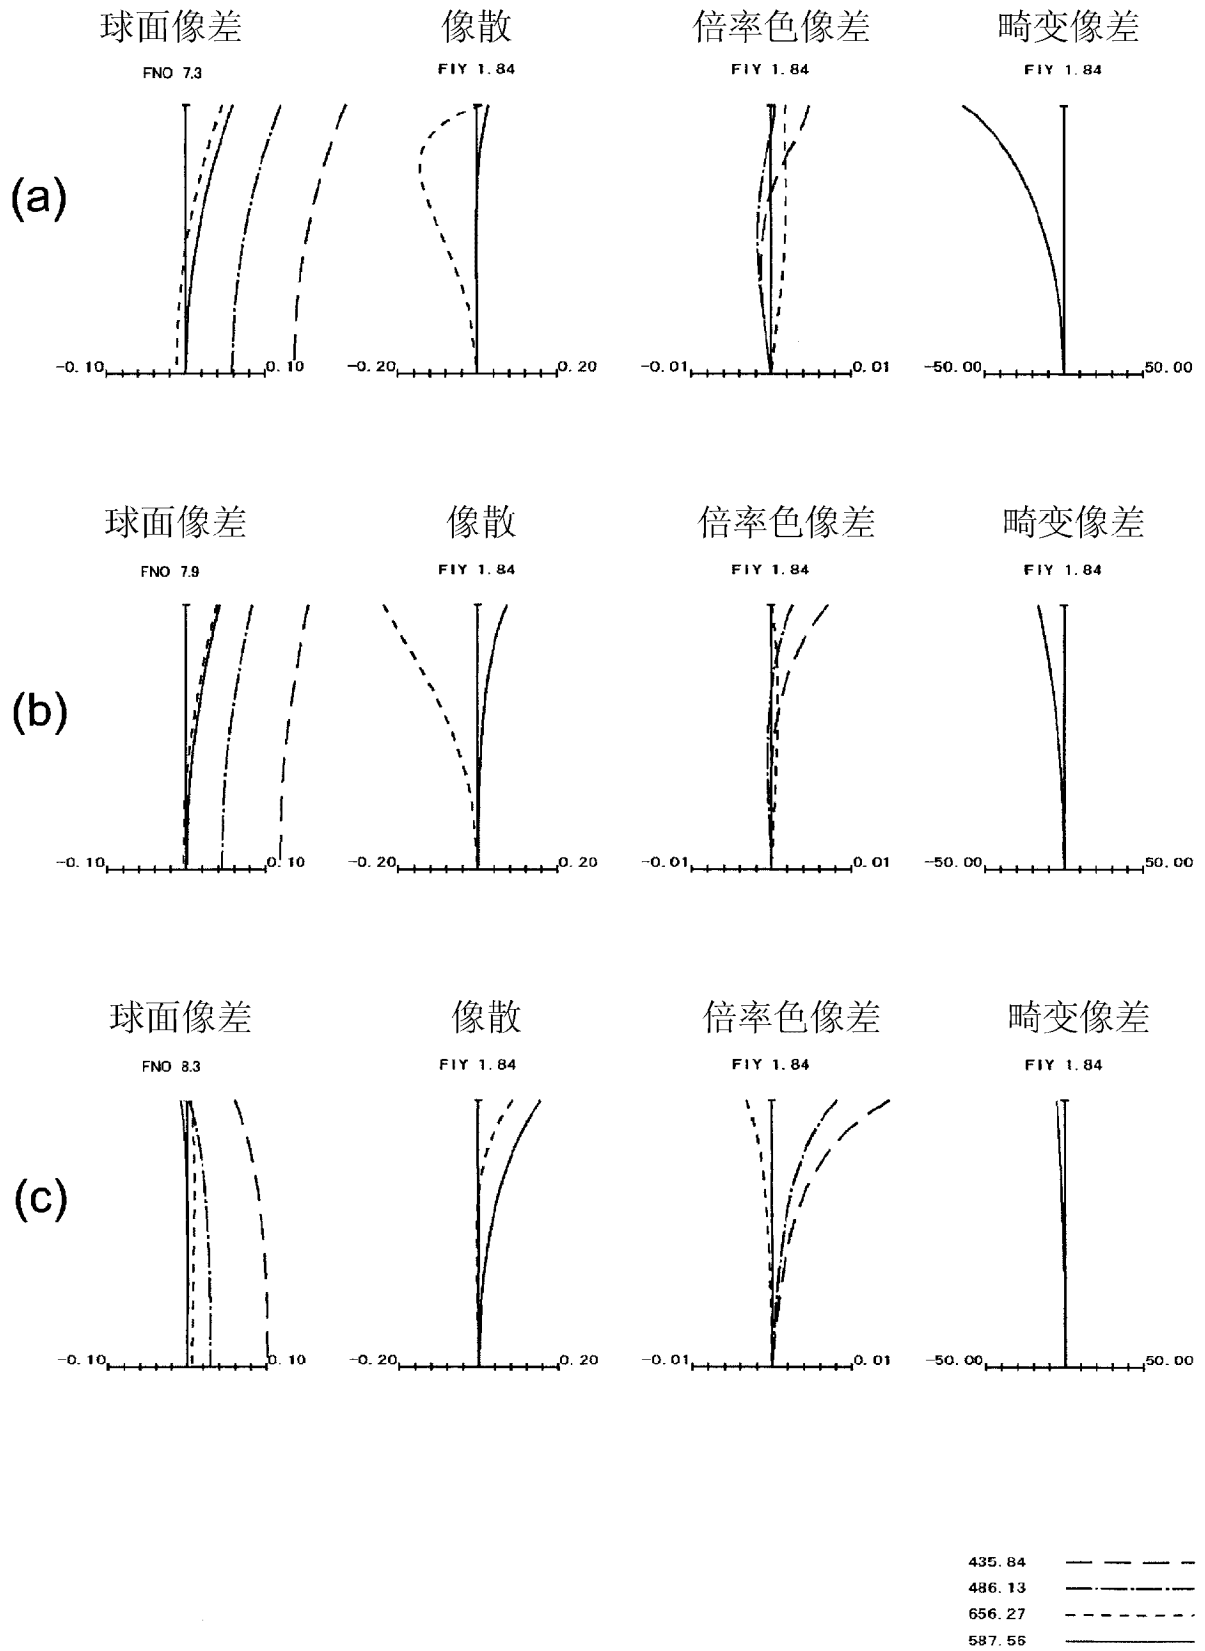 球面像差 像散 倍率色像差 畸变像差
FNO 7.3 FIY 1.84 FIY 1.84 FIY 1.84
(a)
-0.10 0.10 -0.20 0.20 -0.01 0.01 -50.00 50.00
球面像差 像散 倍率色像差 畸变像差
FNO 7.9 FIY 1.84 FIY 1.84 FIY 1.84
(b)
-0.10 0.10 -0.20 0.20 -0.01 0.01 -50.00 50.00
球面像差 像散 倍率色像差 畸变像差
FNO 8.3 FIY 1.84 FIY 1.84 FIY 1.84
(c)
-0.10 0.10 -0.20 0.20 -0.01 0.01 -50.00 50.00
435.84
486.13
656.27
587.56